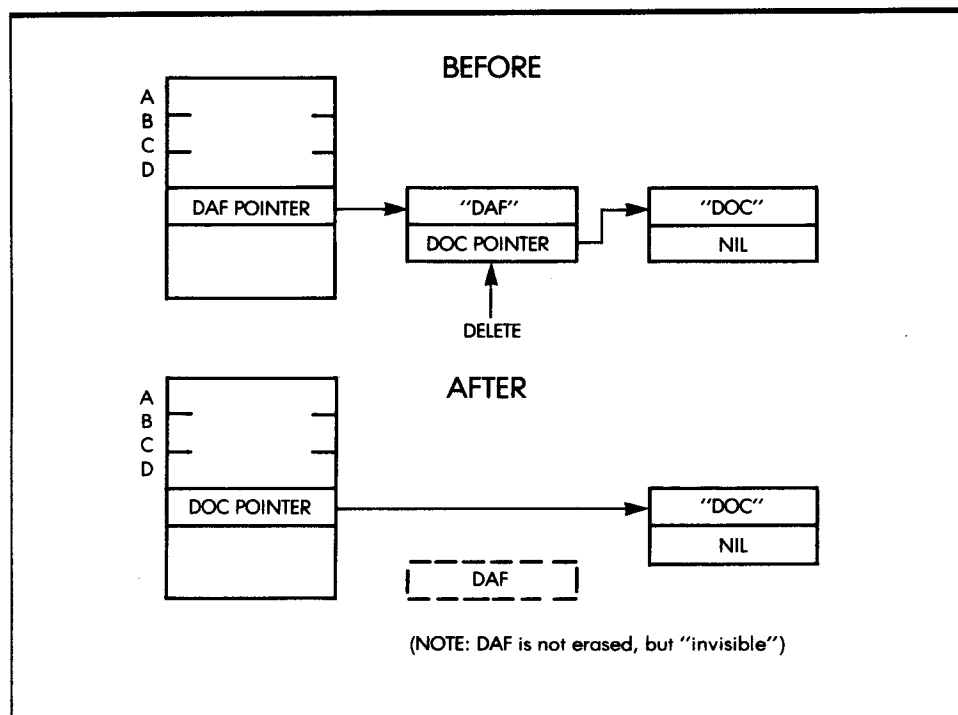 BEFORE
A
B
C
D
DAF POINTER
"DAF"
DOC POINTER
"DOC"
NIL
DELETE
AFTER
A
B
C
D
DOC POINTER
"DOC"
NIL
DAF
(NOTE: DAF is not erased, but "invisible")